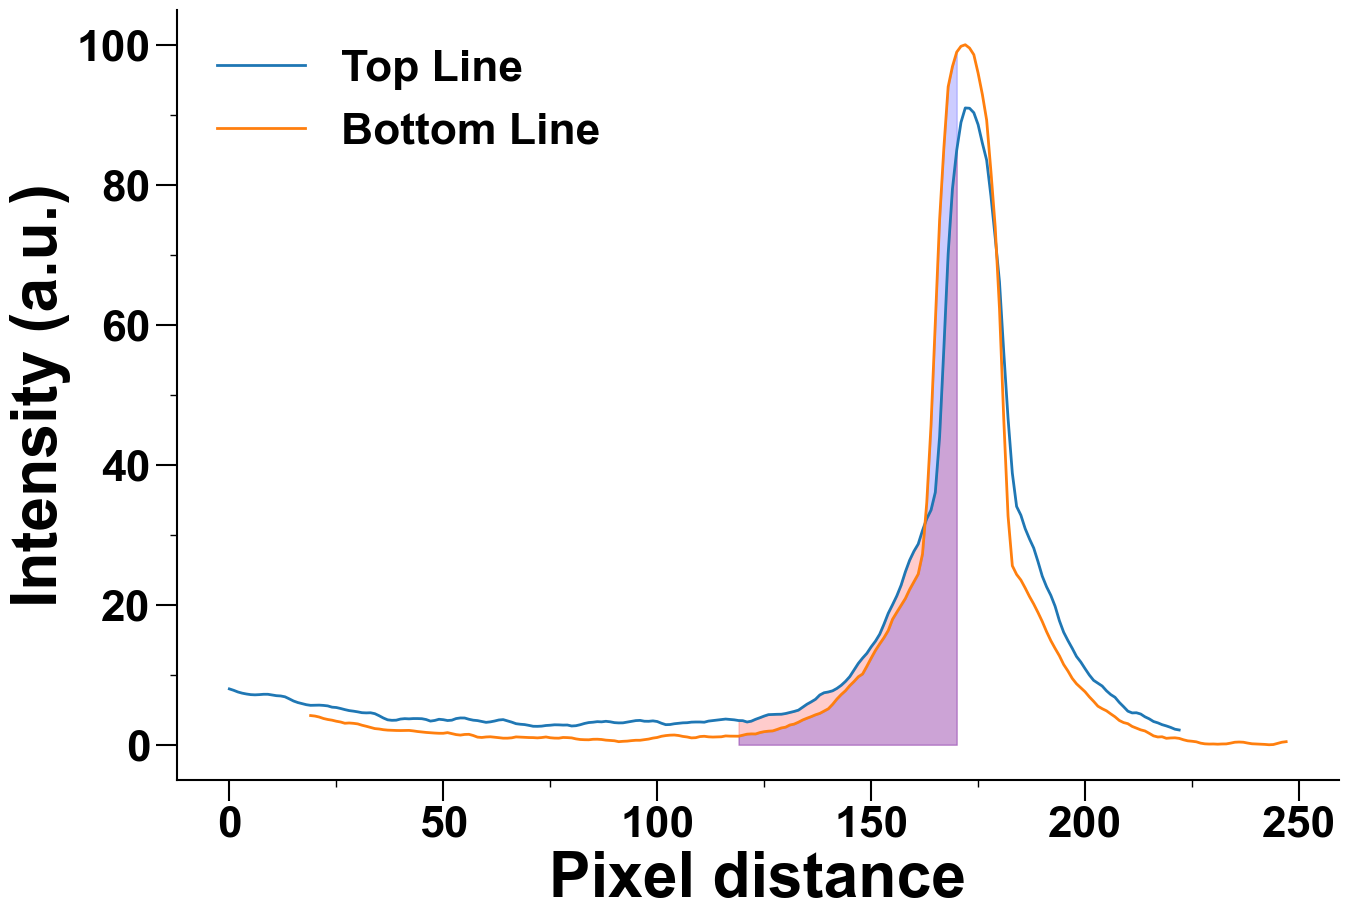 Top Line
Bottom Line
Intensity (a.u.)
100
80
60
40
20
0
0 50 100 150 200 250
Pixel distance